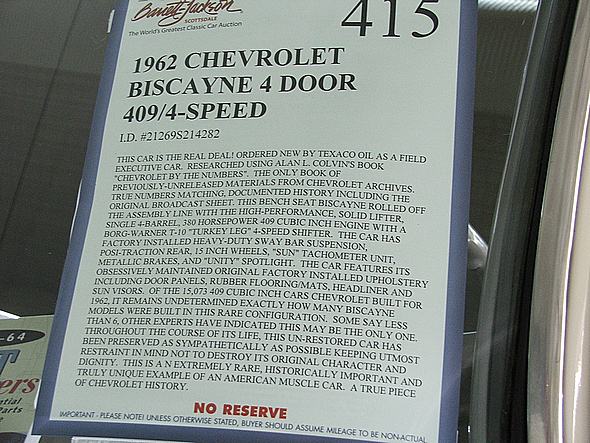 Barrett-Jackson
SCOTTSDALE
The World's Greatest Classic Car Auction
415
1962 CHEVROLET
BISCAYNE 4 DOOR
409/4-SPEED
I.D. #21269S214282
THIS CAR IS THE REAL DEAL! ORDERED NEW BY TEXACO OIL AS A FIELD
EXECUTIVE CAR. RESEARCHED USING ALAN L. COLVIN'S BOOK
"CHEVROLET BY THE NUMBERS". THE ONLY BOOK OF
PREVIOUSLY-UNRELEASED MATERIALS FROM CHEVROLET ARCHIVES.
TRUE NUMBERS MATCHING, DOCUMENTED HISTORY INCLUDING THE
ORIGINAL BROADCAST SHEET. THIS BENCH SEAT BISCAYNE ROLLED OFF
THE ASSEMBLY LINE WITH THE HIGH-PERFORMANCE, SOLID LIFTER,
SINGLE 4-BARREL, 380 HORSEPOWER 409 CUBIC INCH ENGINE WITH A
BORG-WARNER T-10 "TURKEY LEG" 4-SPEED SHIFTER. THE CAR HAS
FACTORY INSTALLED HEAVY-DUTY SWAY BAR SUSPENSION,
POSI-TRACTION REAR, 15 INCH WHEELS, "SUN" TACHOMETER UNIT,
METALLIC BRAKES, AND "UNITY" SPOTLIGHT. THE CAR FEATURES ITS
OBSESSIVELY MAINTAINED ORIGINAL FACTORY INSTALLED UPHOLSTERY
INCLUDING DOOR PANELS, RUBBER FLOORING/MATS, HEADLINER AND
SUN VISORS. OF THE 15,073 409 CUBIC INCH CARS CHEVROLET BUILT FOR
1962, IT REMAINS UNDETERMINED EXACTLY HOW MANY BISCAYNE
MODELS WERE BUILT IN THIS RARE CONFIGURATION. SOME SAY LESS
THAN 6, OTHER EXPERTS HAVE INDICATED THIS MAY BE THE ONLY ONE.
THROUGHOUT THE COURSE OF ITS LIFE, THIS UN-RESTORED CAR HAS
BEEN PRESERVED AS SYMPATHETICALLY AS POSSIBLE KEEPING UTMOST
RESTRAINT IN MIND NOT TO DESTROY ITS ORIGINAL CHARACTER AND
DIGNITY. THIS IS A N EXTREMELY RARE, HISTORICALLY IMPORTANT AND
TRULY UNIQUE EXAMPLE OF AN AMERICAN MUSCLE CAR. A TRUE PIECE
OF CHEVROLET HISTORY.
NO RESERVE
IMPORTANT - PLEASE NOTE! UNLESS OTHERWISE STATED, BUYER SHOULD ASSUME MILEAGE TO BE NON-ACTUAL
-64